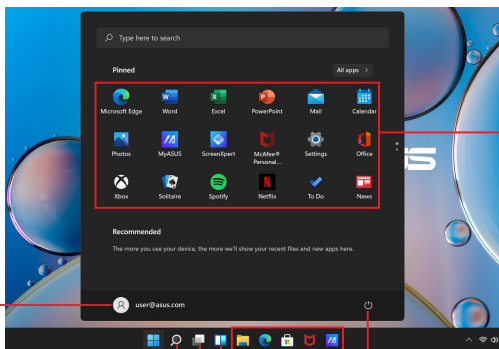 Type here to search
Pinned
All apps >
Microsoft Edge Word Excel PowerPoint Mail Calendar
Photos MyASUS ScreenXpert McAfee® Personal... Settings Office
Xbox Solitaire Spotify Netflix To Do News
Recommended
The more you use your device, the more we'll show your recent files and new apps here.
user@asus.com